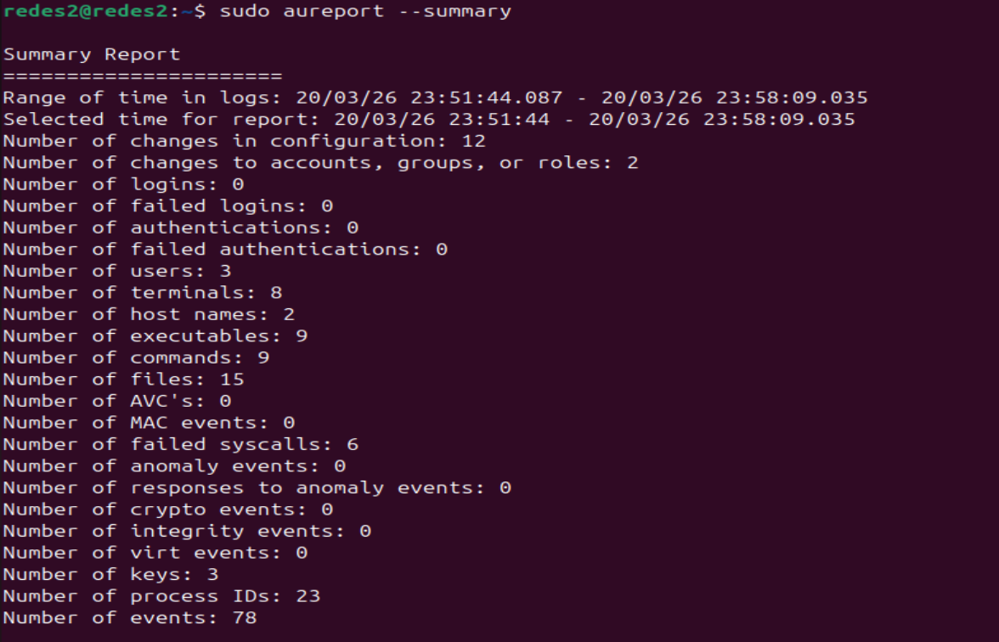 redes2@redes2:~$ sudo aureport --summary
Summary Report
======================
Range of time in logs: 20/03/26 23:51:44.087 - 20/03/26 23:58:09.035
Selected time for report: 20/03/26 23:51:44 - 20/03/26 23:58:09.035
Number of changes in configuration: 12
Number of changes to accounts, groups, or roles: 2
Number of logins: 0
Number of failed logins: 0
Number of authentications: 0
Number of failed authentications: 0
Number of users: 3
Number of terminals: 8
Number of host names: 2
Number of executables: 9
Number of commands: 9
Number of files: 15
Number of AVC's: 0
Number of MAC events: 0
Number of failed syscalls: 6
Number of anomaly events: 0
Number of responses to anomaly events: 0
Number of crypto events: 0
Number of integrity events: 0
Number of virt events: 0
Number of keys: 3
Number of process IDs: 23
Number of events: 78